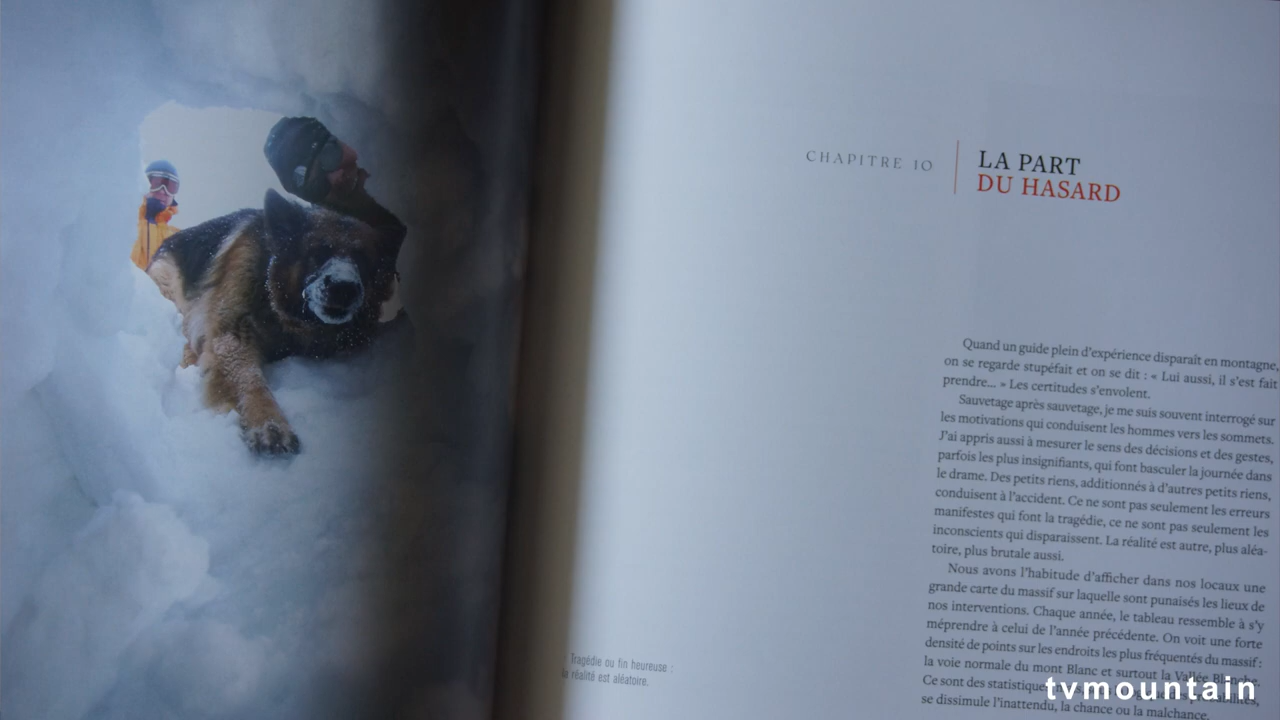 CHAPITRE 10
LA PART
DU HASARD
Quand un guide plein d'expérience disparaît en montagne,
on se regarde stupéfait et on se dit : « Lui aussi, il s'est fait
prendre... » Les certitudes s'envolent.
Sauvetage après sauvetage, je me suis souvent interrogé sur
les motivations qui conduisent les hommes vers les sommets.
J'ai appris aussi à mesurer le sens des décisions et des gestes,
parfois les plus insignifiants, qui font basculer la journée dans
le drame. Des petits riens, additionnés à d'autres petits riens,
conduisent à l'accident. Ce ne sont pas seulement les erreurs
manifestes qui font la tragédie, ce ne sont pas seulement les
inconscients qui disparaissent. La réalité est autre, plus aléa-
toire, plus brutale aussi.
Nous avons l'habitude d'afficher dans nos locaux une
grande carte du massif sur laquelle sont punaisés les lieux de
nos interventions. Chaque année, le tableau ressemble à s'y
méprendre à celui de l'année précédente. On voit une forte
densité de points sur les endroits les plus fréquentés du massif :
la voie normale du mont Blanc et surtout la Vallée Blanche.
Ce sont des statistiques
se dissimule l'inattendu, la chance ou la malchance.
Tragédie ou fin heureuse :
la réalité est aléatoire.
tvmountain